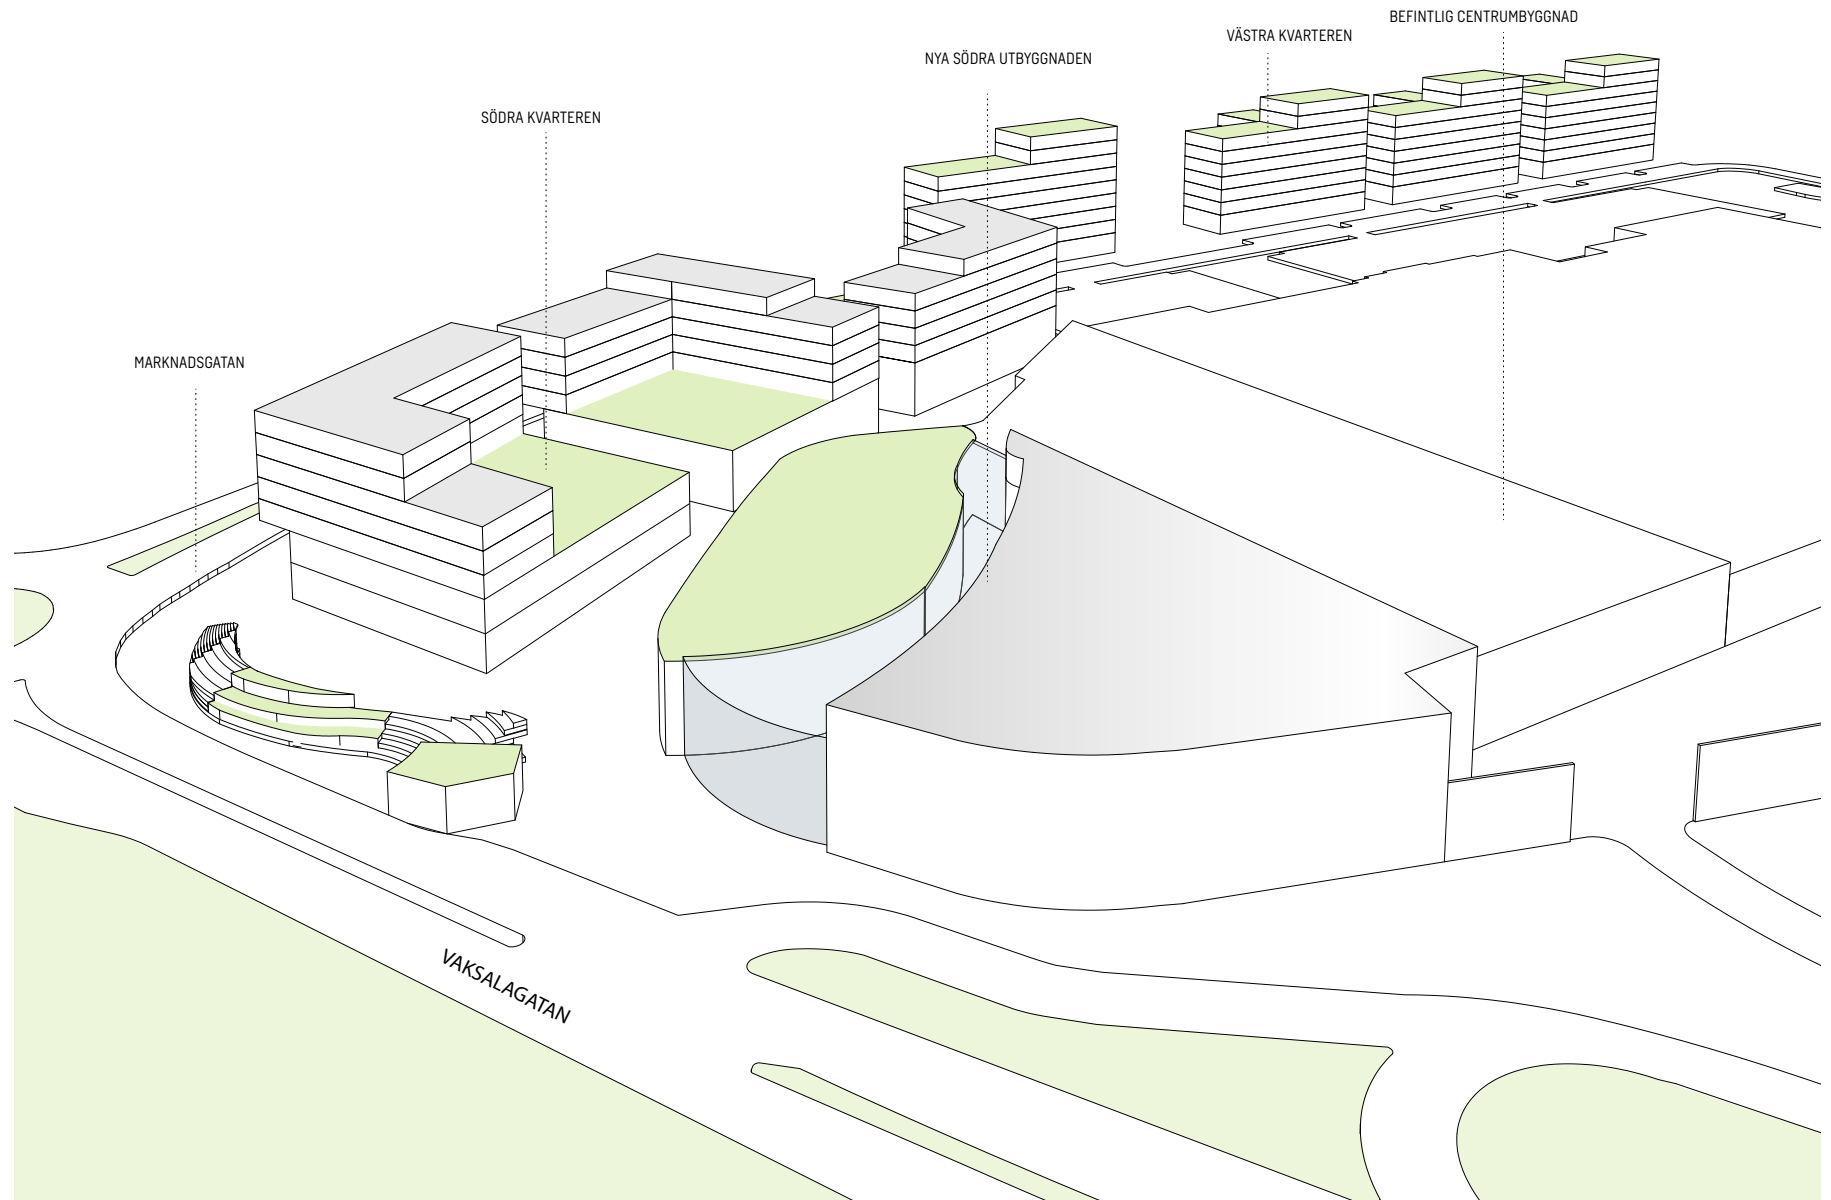 BEFINTLIG CENTRUMBYGGNAD
VÄSTRA KVARTEREN
NYA SÖDRA UTBYGGNADEN
SÖDRA KVARTEREN
MARKNADSGATAN
VAKSALAGATAN